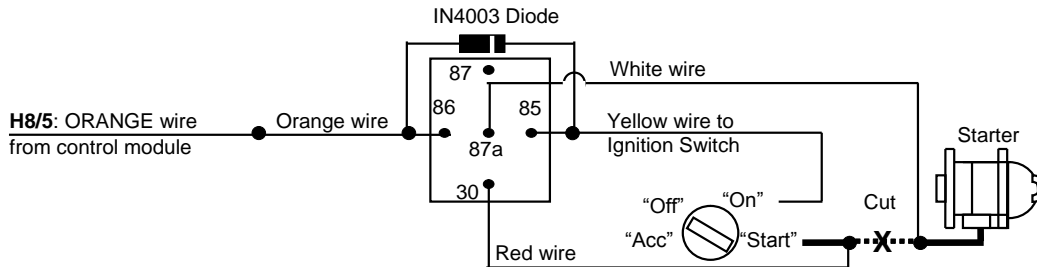 IN4003 Diode
87
White wire
H8/5: ORANGE wire
from control module
Orange wire
86
85
87a
Yellow wire to
Ignition Switch
Starter
30
“Off”
“On”
Cut
“Acc”
“Start”
X
Red wire